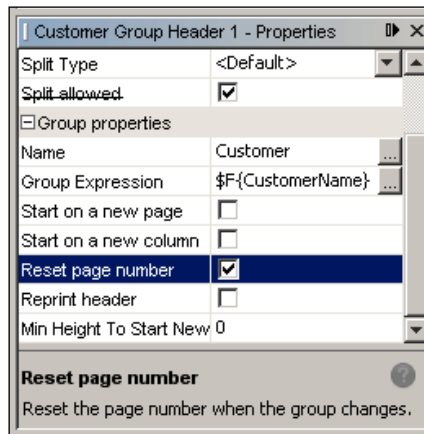 Customer Group Header 1 - Properties
Split Type <Default>
Split allowed
Group properties
Name Customer ...
Group Expression $F{CustomerName} ...
Start on a new page
Start on a new column
Reset page number
Reprint header
Min Height To Start New 0
Reset page number ?
Reset the page number when the group changes.